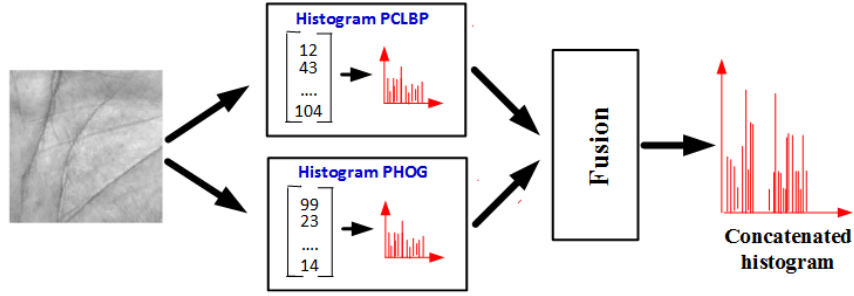 Histogram PCLBP
12
43
....
104
Histogram PHOG
99
23
....
14
Fusion
Concatenated
histogram